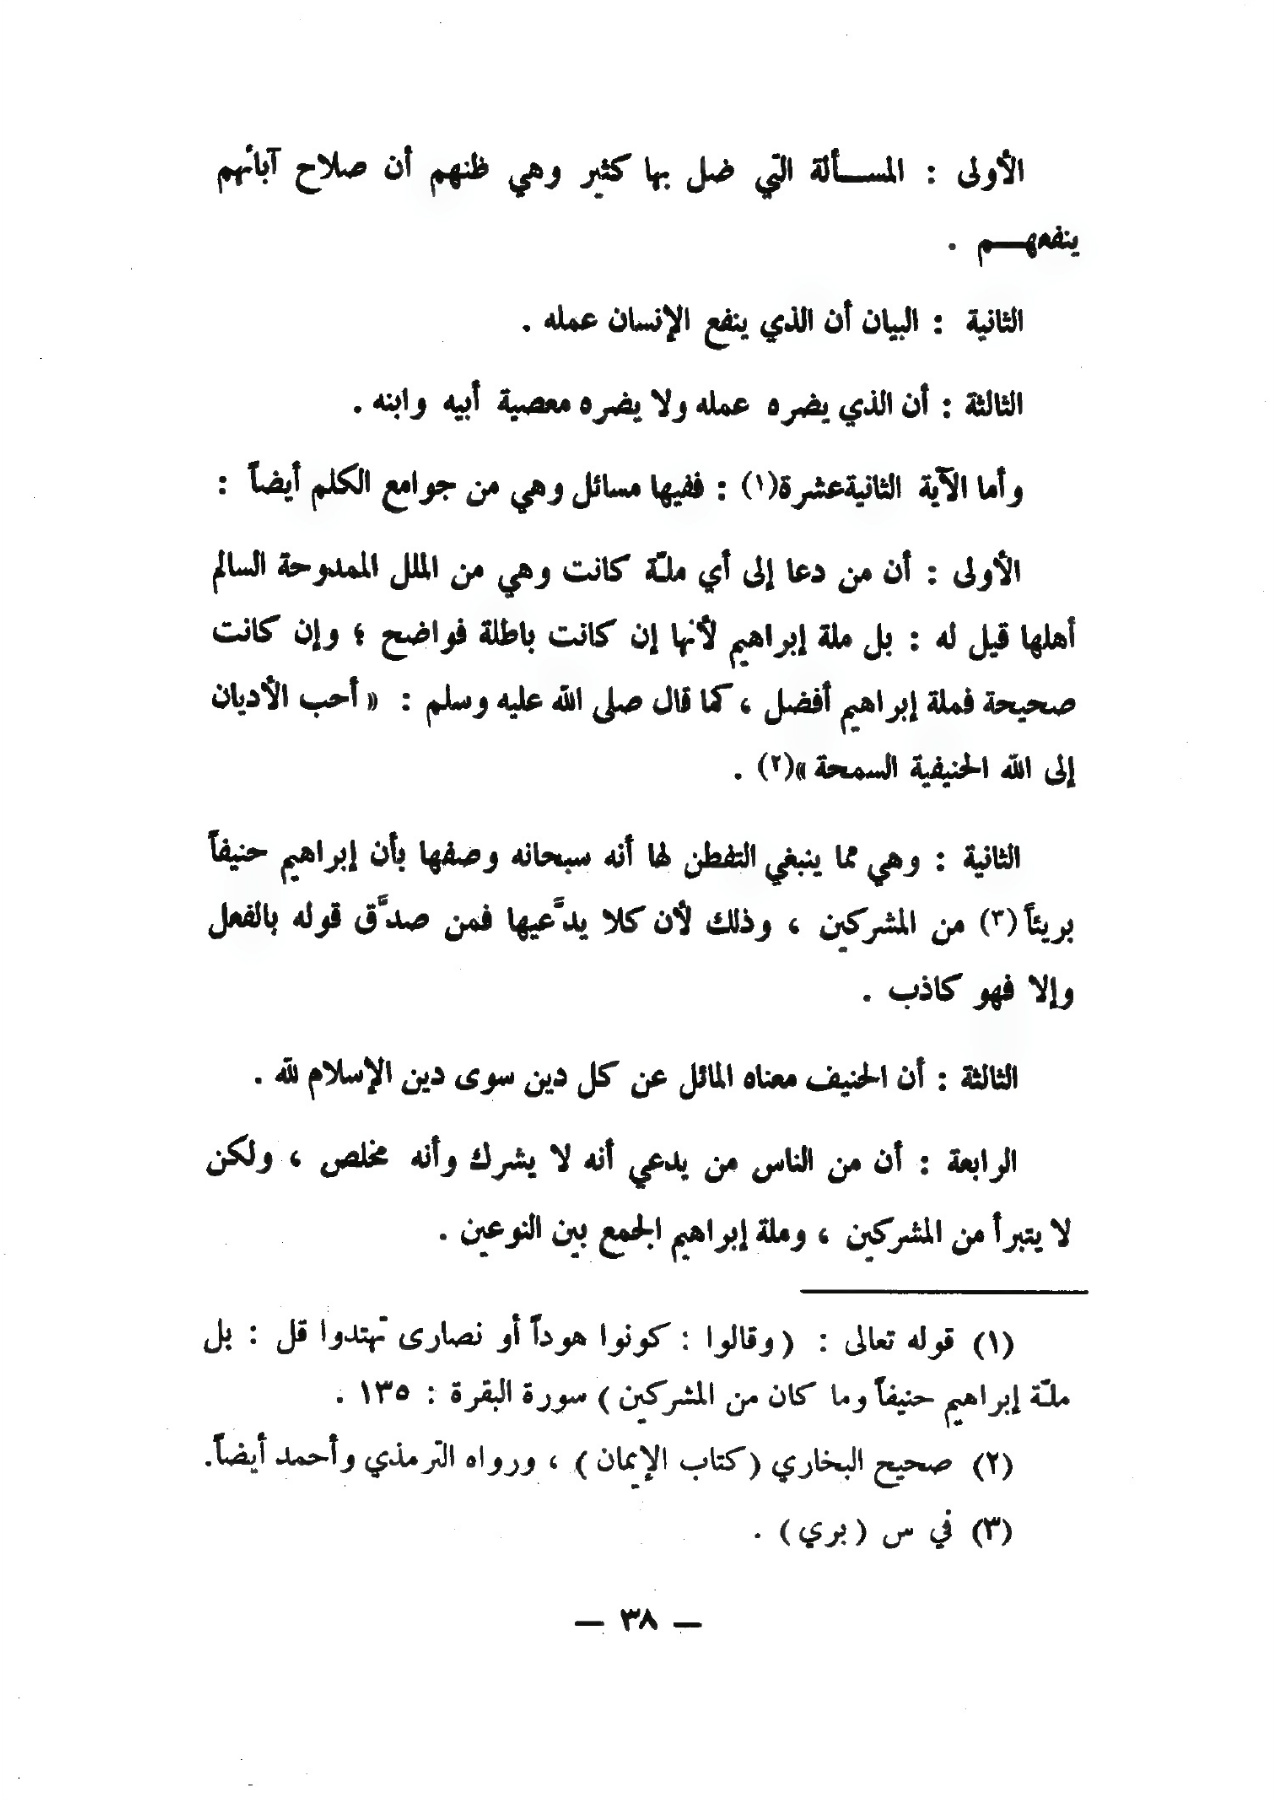 الأولى : المسألة التي ضل بها كثير وهي ظنهم أن صلاح آبائهم
ينفعهم .
الثانية : البيان أن الذي ينفع الإنسان عمله .
الثالثة : أن الذي يضره عمله ولا يضره معصية أبيه وابنه .
وأما الآية الثانية عشرة(١) : ففيها مسائل وهي من جوامع الكلم أيضاً :
الأولى : أن من دعا إلى أي ملّة كانت وهي من الملل الممدوحة السالم
أهلها قيل له : بل ملة إبراهيم لأنها إن كانت باطلة فواضح ؛ وإن كانت
صحيحة فملة إبراهيم أفضل ، كما قال صلى الله عليه وسلم : « أحب الأديان
إلى الله الحنيفية السمحة »(٢) .
الثانية : وهي مما ينبغي التفطن لها أنه سبحانه وصفها بأن إبراهيم حنيفاً
بريئاً (٣) من المشركين ، وذلك لأن كلا يدَّعيها فمن صدَّق قوله بالفعل
وإلا فهو كاذب .
الثالثة : أن الحنيف معناه المائل عن كل دين سوى دين الإسلام لله .
الرابعة : أن من الناس من يدعي أنه لا يشرك وأنه مخلص ، ولكن
لا يتبرأ من المشركين ، وملة إبراهيم الجمع بين النوعين .
(١) قوله تعالى : ( وقالوا : كونوا هوداً أو نصارى تهتدوا قل : بل
ملّة إبراهيم حنيفاً وما كان من المشركين ) سورة البقرة : ١٣٥ .
(٢) صحيح البخاري ( كتاب الإيمان ) ، ورواه الترمذي وأحمد أيضاً.
(٣) في س ( بري ) .
— ٣٨ —